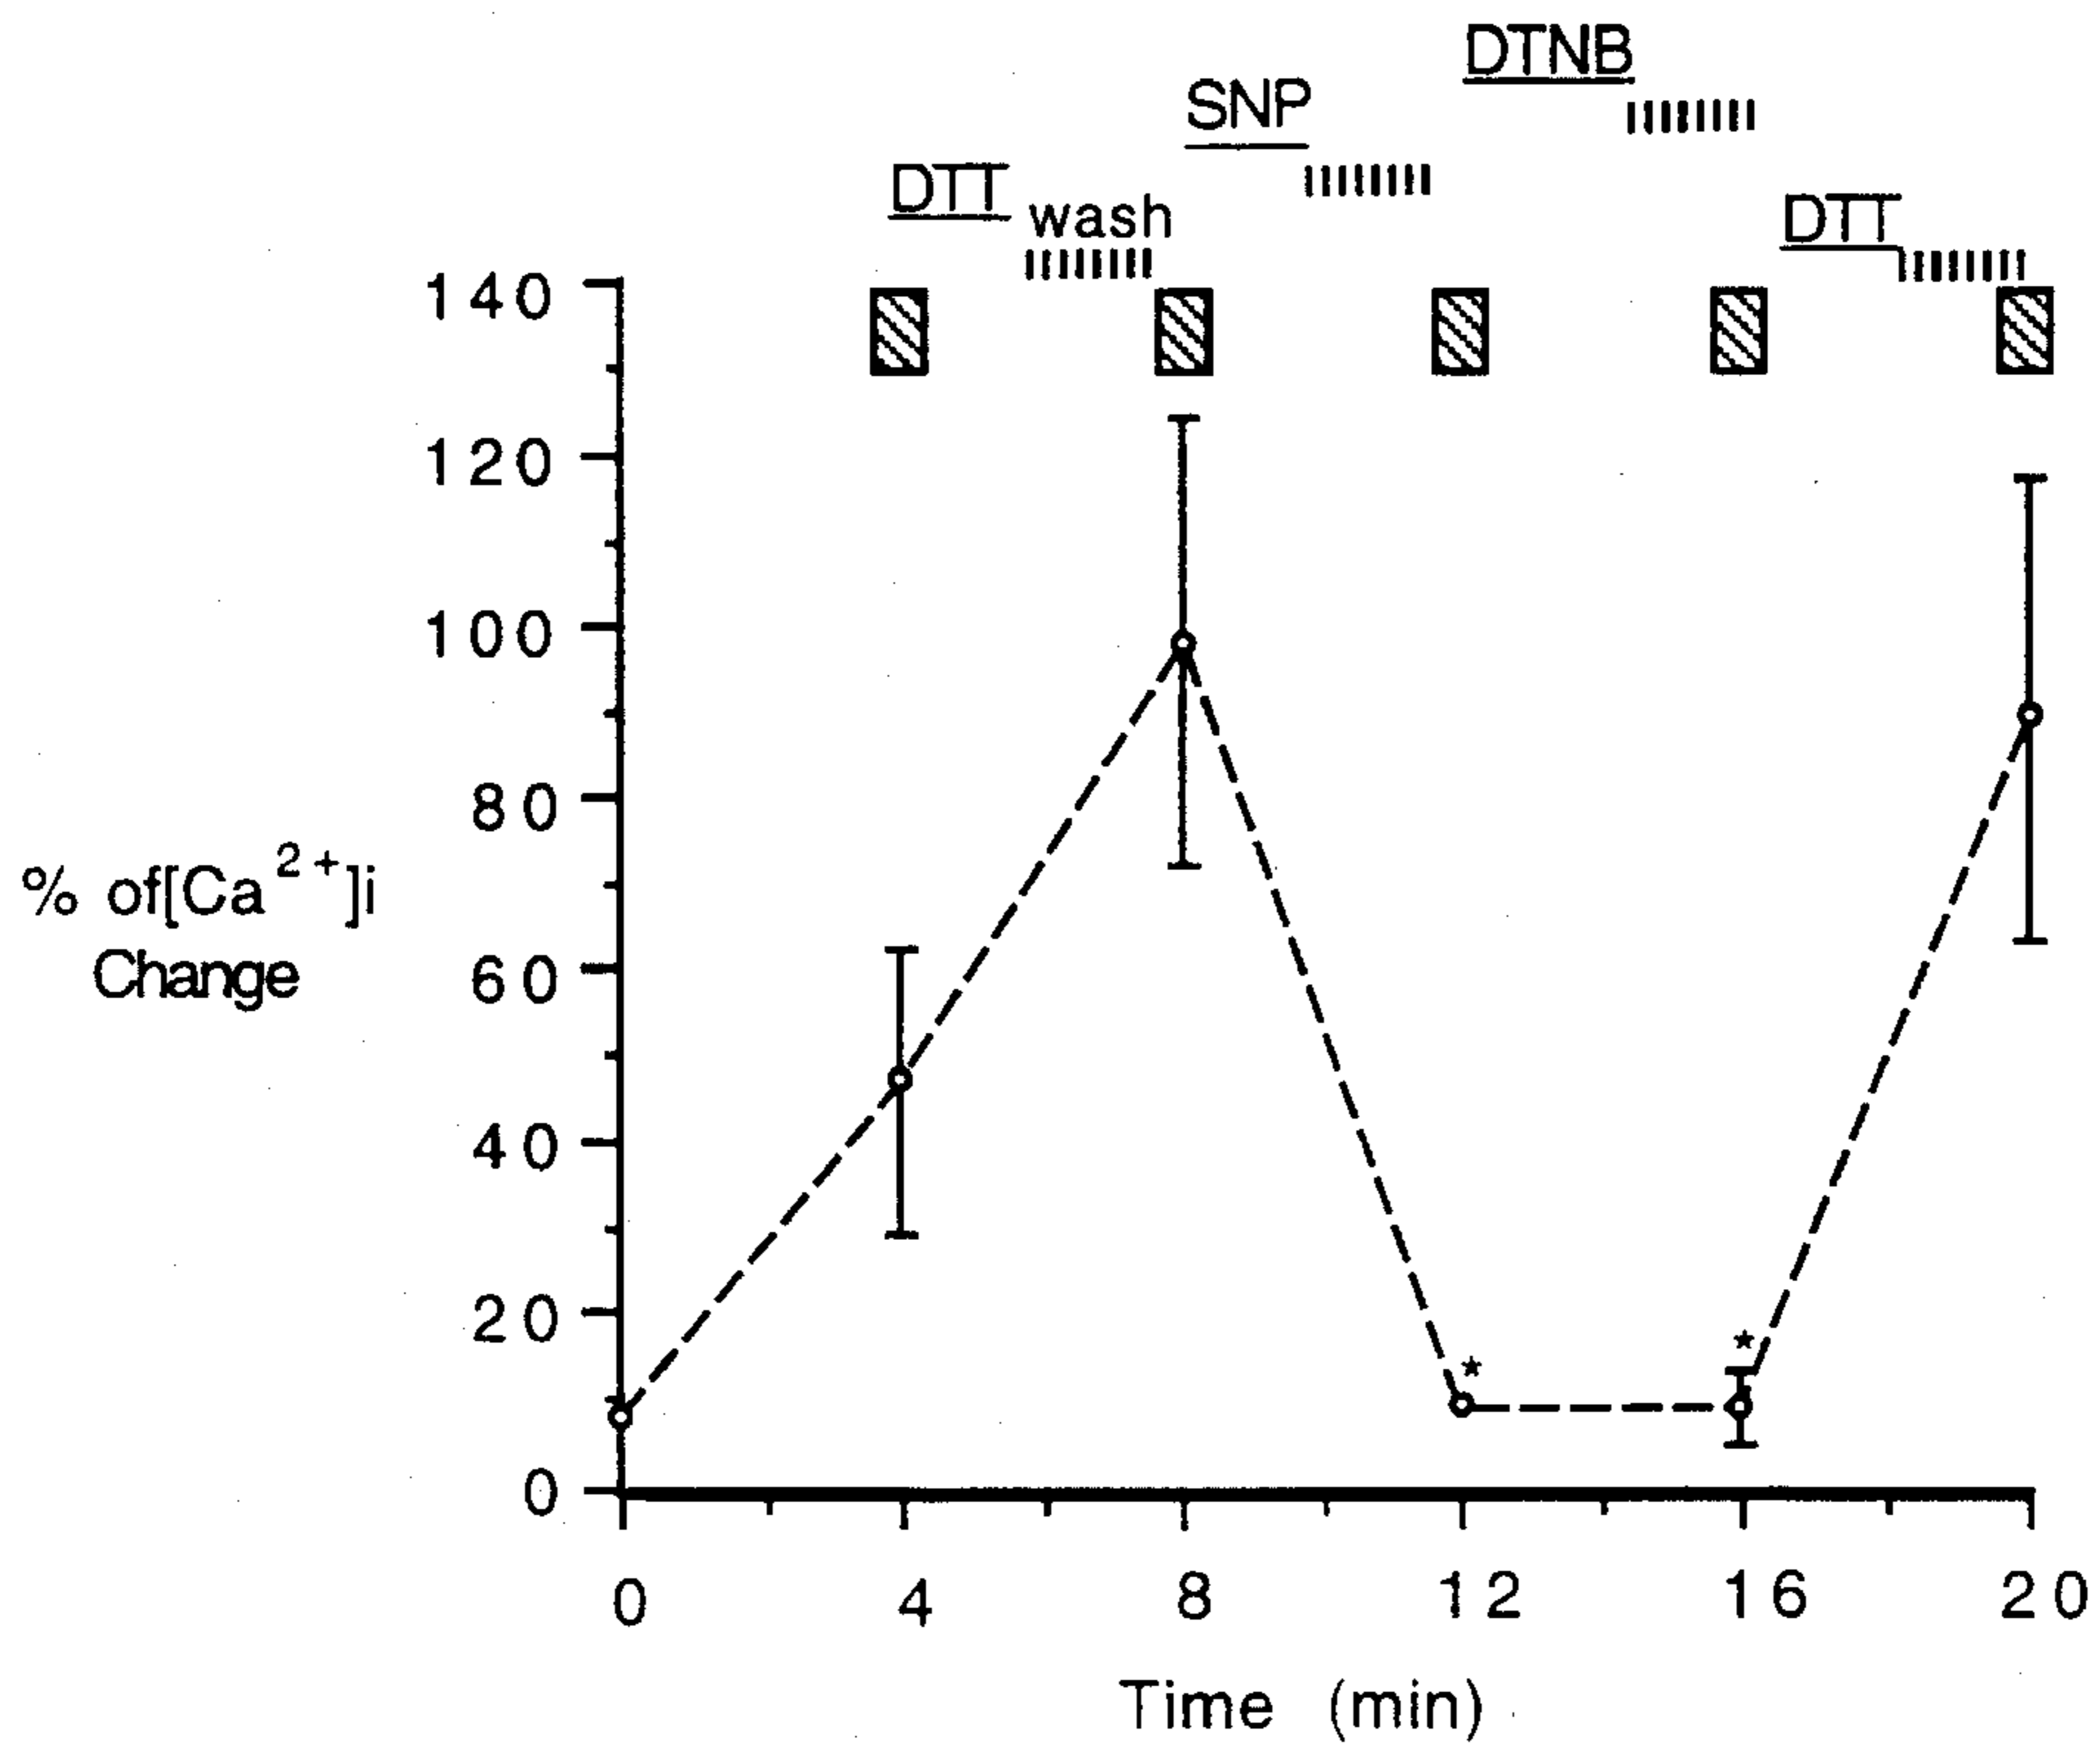 DTNB
SNP
DTT
wash
DTT
140
120
100
80
60
40
20
0
% of[Ca2+]i
Change
*
*
0 4 8 12 16 20
Time (min)